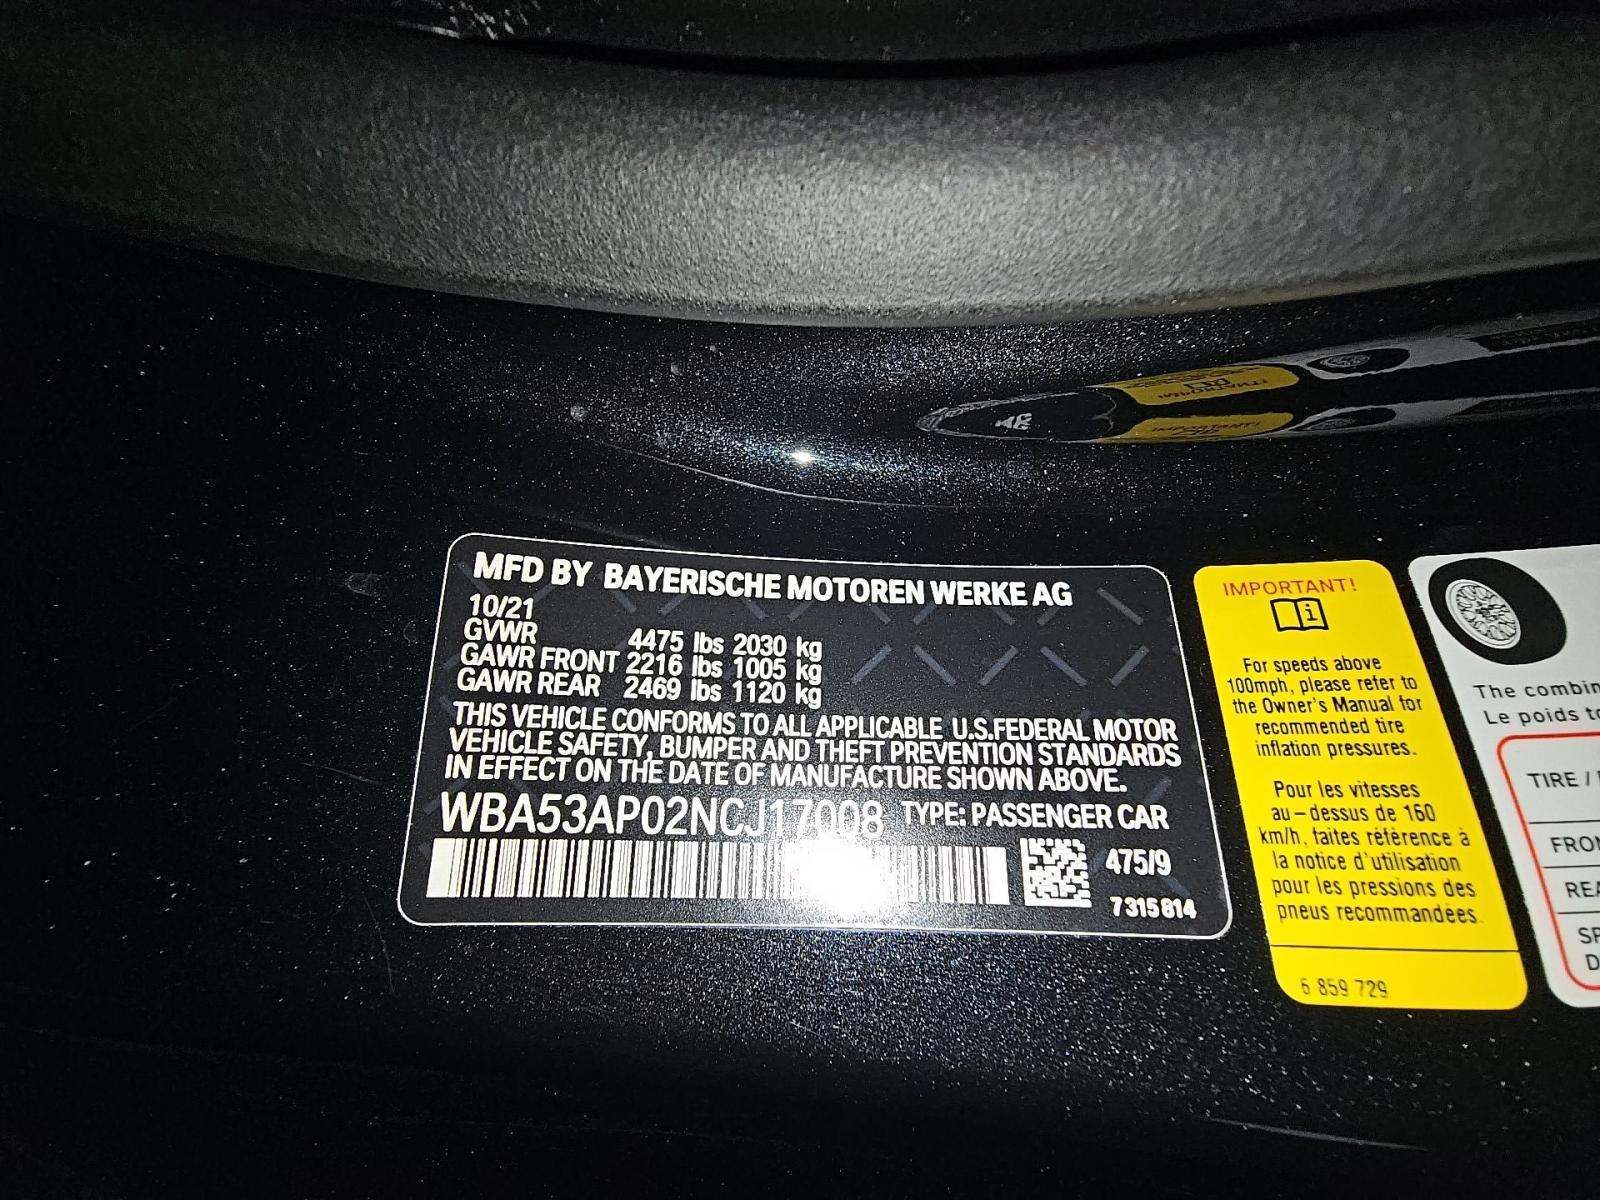 MFD BY BAYERISCHE MOTOREN WERKE AG
10/21
GVWR 4475 lbs 2030 kg
GAWR FRONT 2216 lbs 1005 kg
GAWR REAR 2469 lbs 1120 kg
THIS VEHICLE CONFORMS TO ALL APPLICABLE U.S.FEDERAL MOTOR
VEHICLE SAFETY, BUMPER AND THEFT PREVENTION STANDARDS
IN EFFECT ON THE DATE OF MANUFACTURE SHOWN ABOVE.
WBA53AP02NCJ17008 TYPE: PASSENGER CAR
475/9
7315814
IMPORTANT!
i
For speeds above
100mph, please refer to
the Owner's Manual for
recommended tire
inflation pressures.
Pour les vitesses
au-dessus de 160
km/h, faites référence à
la notice d'utilisation
pour les pressions des
pneus recommandées.
6 859 729
The
Le poids
TIRE /